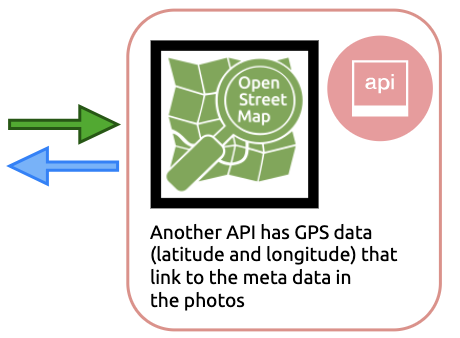 Open
Street
Map
api
Another API has GPS data
(latitude and longitude) that
link to the meta data in
the photos